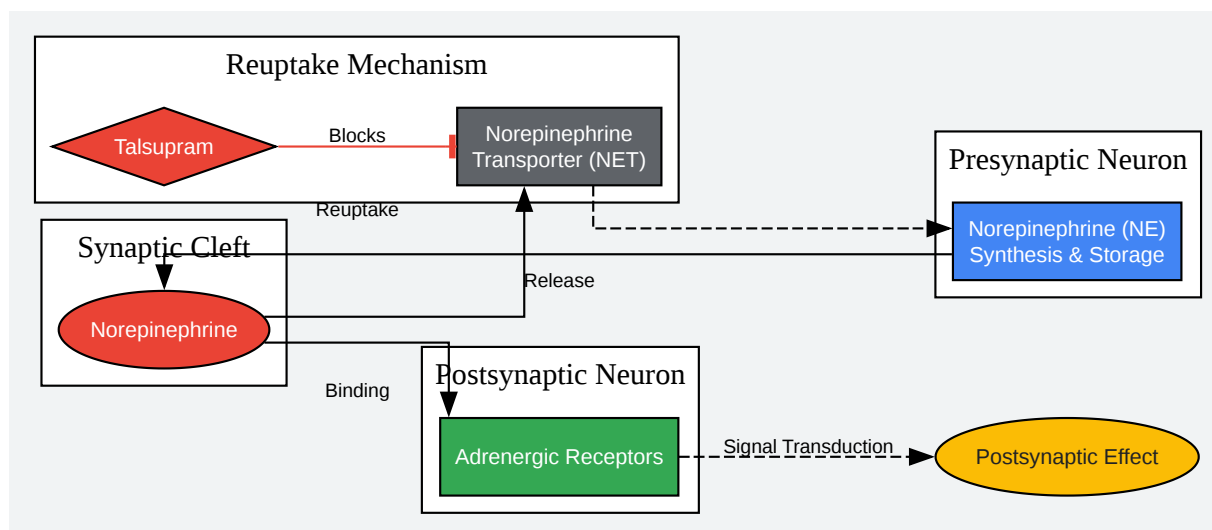 Reuptake Mechanism
Talsupram
Blocks
Norepinephrine
Transporter (NET)
Presynaptic Neuron
Norepinephrine (NE)
Synthesis & Storage
Reuptake
Synaptic Cleft
Release
Norepinephrine
Binding
Postsynaptic Neuron
Adrenergic Receptors
Signal Transduction
Postsynaptic Effect